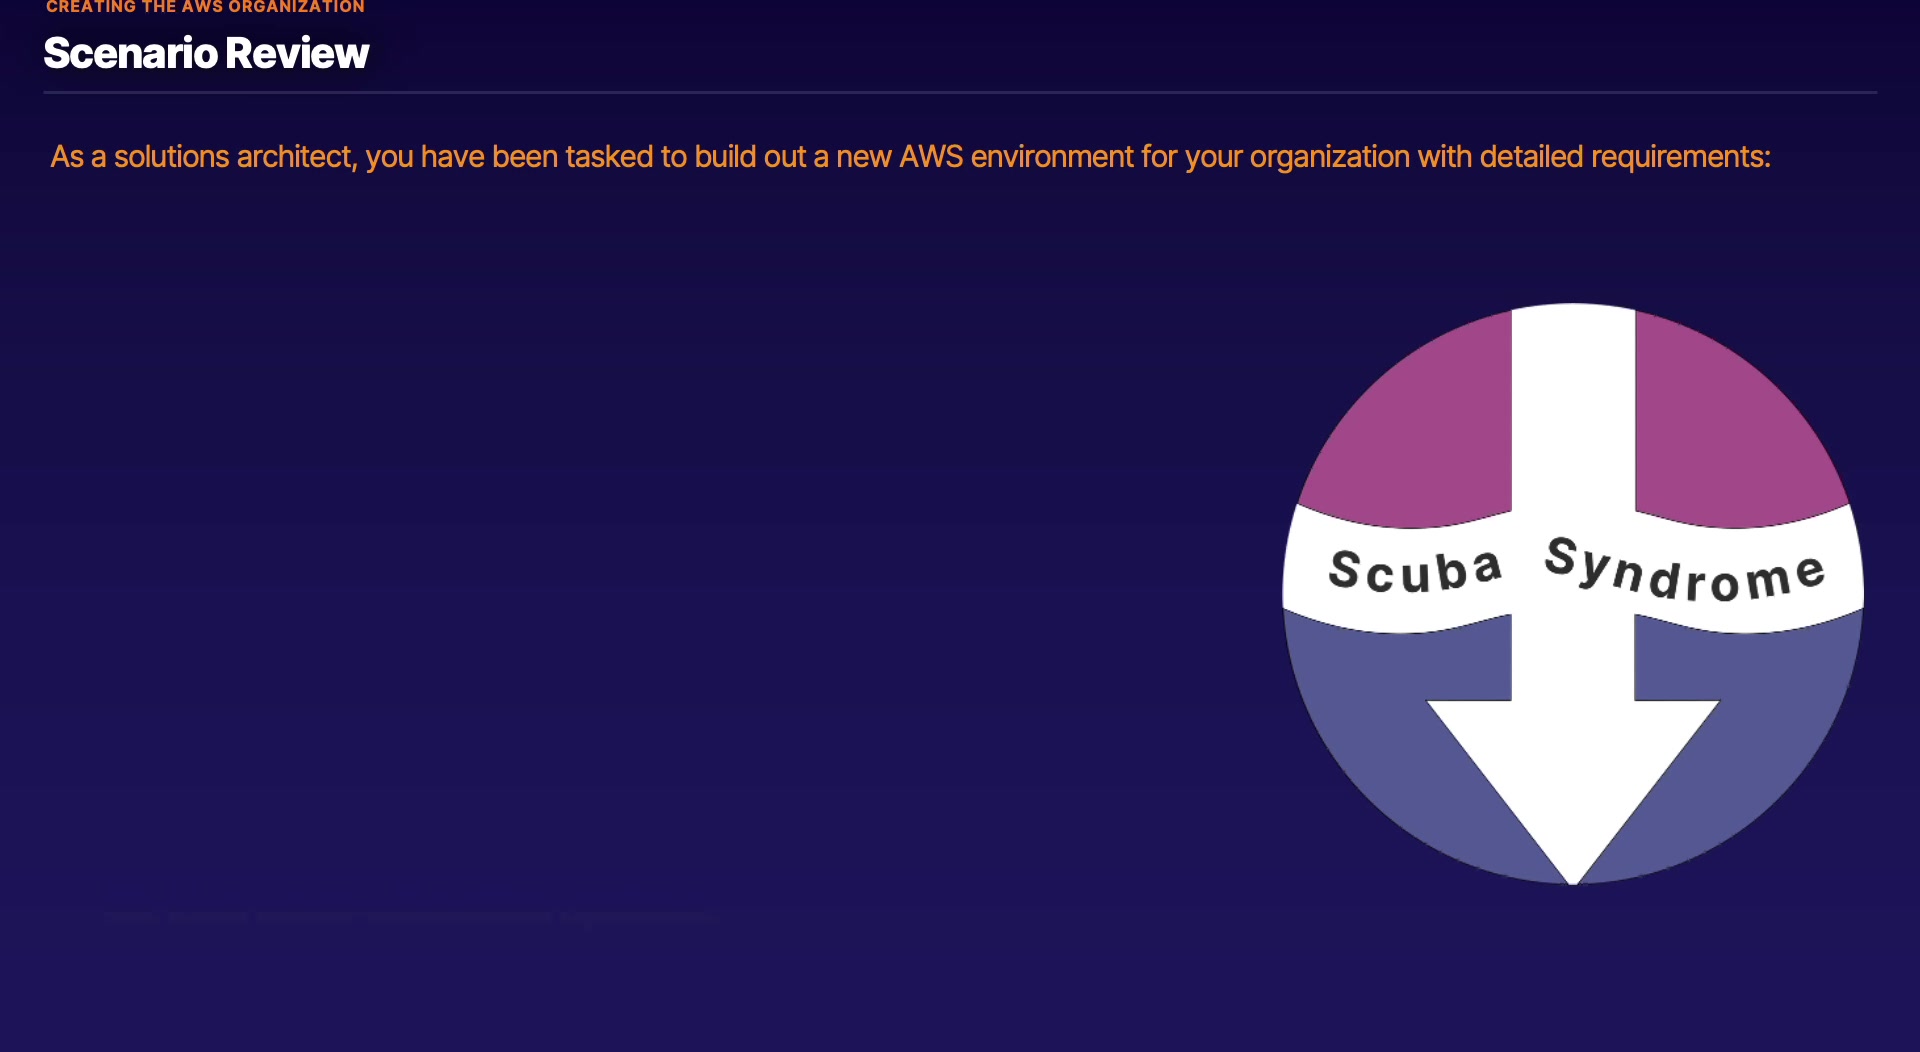 CREATING THE AWS ORGANIZATION
Scenario Review
As a solutions architect, you have been tasked to build out a new AWS environment for your organization with detailed requirements:
Scuba Syndrome